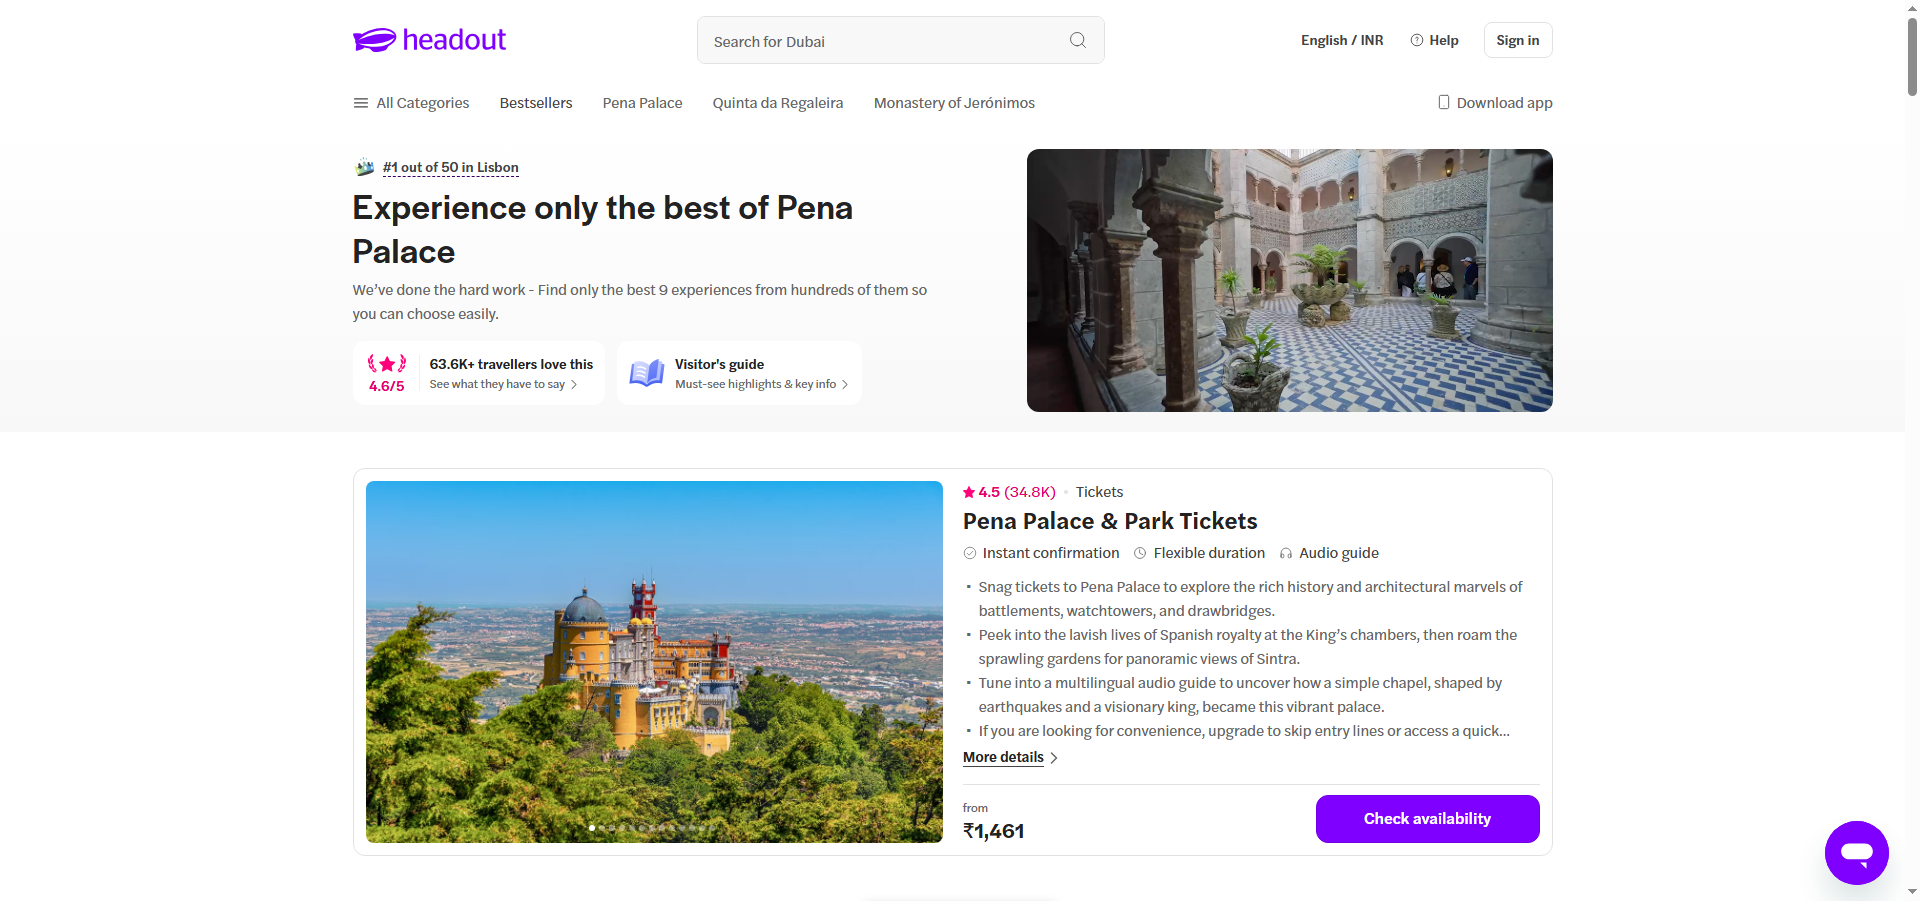 headout
Search for Dubai
English / INR
Help
Sign in
All Categories
Bestsellers
Pena Palace
Quinta da Regaleira
Monastery of Jerónimos
Download app
#1 out of 50 in Lisbon
Experience only the best of Pena
Palace
We've done the hard work - Find only the best 9 experiences from hundreds of them so
you can choose easily.
4.6/5
63.6K+ travellers love this
See what they have to say
Visitor's guide
Must-see highlights & key info
4.5 (34.8K) • Tickets
Pena Palace & Park Tickets
Instant confirmation
Flexible duration
Audio guide
• Snag tickets to Pena Palace to explore the rich history and architectural marvels of
battlements, watchtowers, and drawbridges.
• Peek into the lavish lives of Spanish royalty at the King's chambers, then roam the
sprawling gardens for panoramic views of Sintra.
• Tune into a multilingual audio guide to uncover how a simple chapel, shaped by
earthquakes and a visionary king, became this vibrant palace.
• If you are looking for convenience, upgrade to skip entry lines or access a quick...
More details
from
₹1,461
Check availability